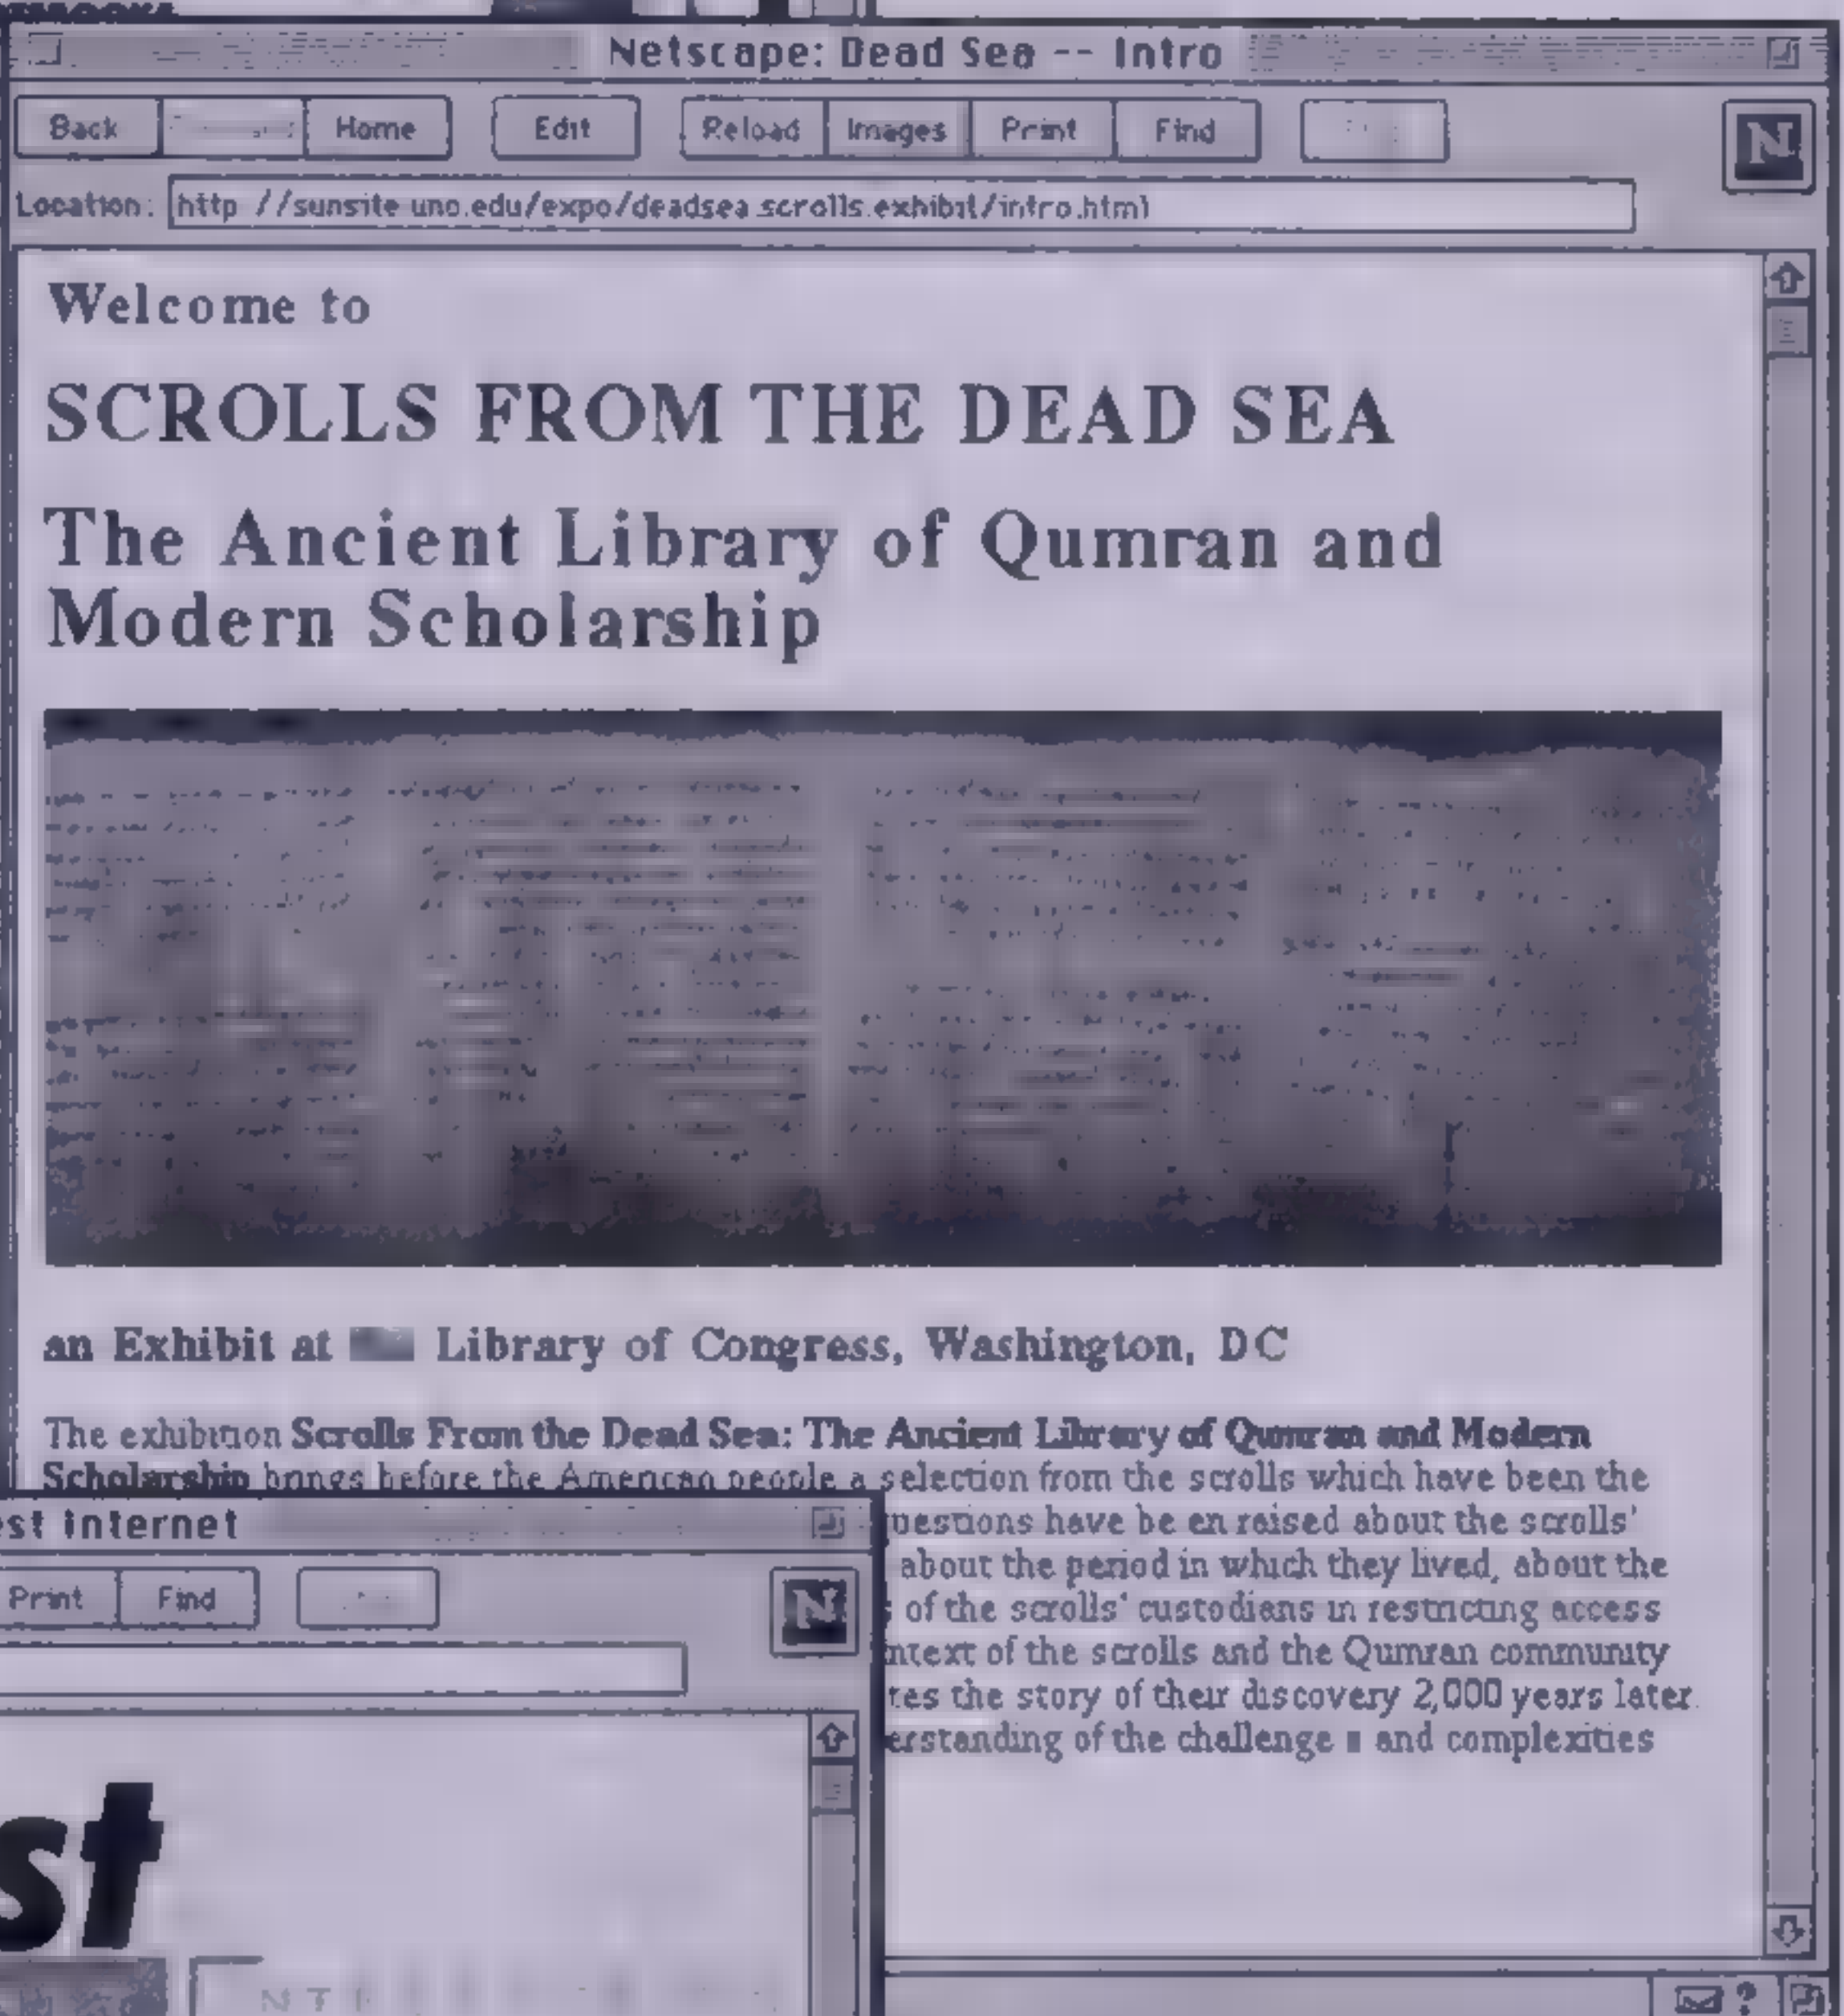 Netscape: Dead Sea -- Intro
Back Home Edit Reload Images Print Find
N
Location: http://sunsite.unc.edu/expo/deadsea.scrolls.exhibit/intro.html
Welcome to
SCROLLS FROM THE DEAD SEA
The Ancient Library of Qumran and
Modern Scholarship
an Exhibit at Library of Congress, Washington, DC
The exhibition Scrolls From the Dead Sea: The Ancient Library of Qumran and Modern
Scholarship brings before the American people a selection from the scrolls which have been the
uestions have be en raised about the scrolls'
about the period in which they lived, about the
of the scrolls' custodians in restricting access
ntext of the scrolls and the Qumran community
tes the story of their discovery 2,000 years later.
erstanding of the challenge and complexities
st Internet
Print Find
N
st
N T
?